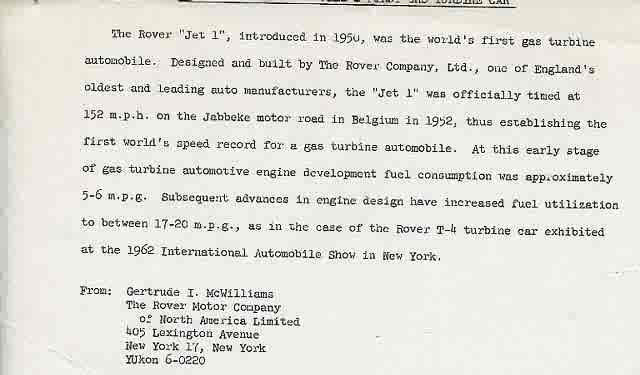 GAS TURBINE CAR
The Rover "Jet 1", introduced in 1950, was the world's first gas turbine
automobile. Designed and built by The Rover Company, Ltd., one of England's
oldest and leading auto manufacturers, the "Jet 1" was officially timed at
152 m.p.h. on the Jabbeke motor road in Belgium in 1952, thus establishing the
first world's speed record for a gas turbine automobile. At this early stage
of gas turbine automotive engine development fuel consumption was approximately
5-6 m.p.g. Subsequent advances in engine design have increased fuel utilization
to between 17-20 m.p.g., as in the case of the Rover T-4 turbine car exhibited
at the 1962 International Automobile Show in New York.
From: Gertrude I. McWilliams
The Rover Motor Company
of North America Limited
405 Lexington Avenue
New York 17, New York
YUkon 6-0220